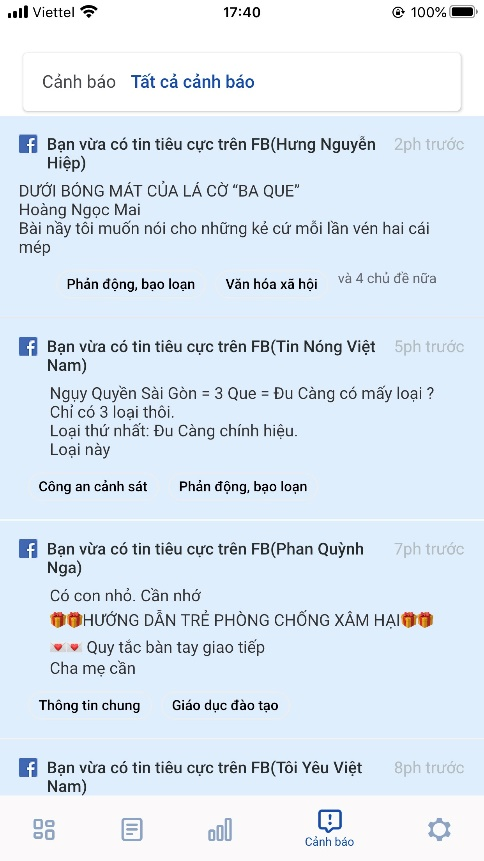 Viettel 17:40 100%
Cảnh báo Tất cả cảnh báo
Bạn vừa có tin tiêu cực trên FB(Hưng Nguyễn 2ph trước
Hiệp)
DƯỚI BÓNG MÁT CỦA LÁ CỜ “BA QUE”
Hoàng Ngọc Mai
Bài nầy tôi muốn nói cho những kẻ cứ mỗi lần vén hai cái
mép
Phản động, bạo loạn Văn hóa xã hội và 4 chủ đề nữa
Bạn vừa có tin tiêu cực trên FB(Tin Nóng Việt 5ph trước
Nam)
Ngụy Quyền Sài Gòn = 3 Que = Đu Càng có mấy loại ?
Chỉ có 3 loại thôi.
Loại thứ nhất: Đu Càng chính hiệu.
Loại này
Công an cảnh sát Phản động, bạo loạn
Bạn vừa có tin tiêu cực trên FB(Phan Quỳnh 7ph trước
Nga)
Có con nhỏ. Cần nhớ
🎁🎁HƯỚNG DẪN TRẺ PHÒNG CHỐNG XÂM HẠI🎁🎁
💌💌 Quy tắc bàn tay giao tiếp
Cha mẹ cần
Thông tin chung Giáo dục đào tạo
Bạn vừa có tin tiêu cực trên FB(Tôi Yêu Việt 8ph trước
Nam)
Cảnh báo